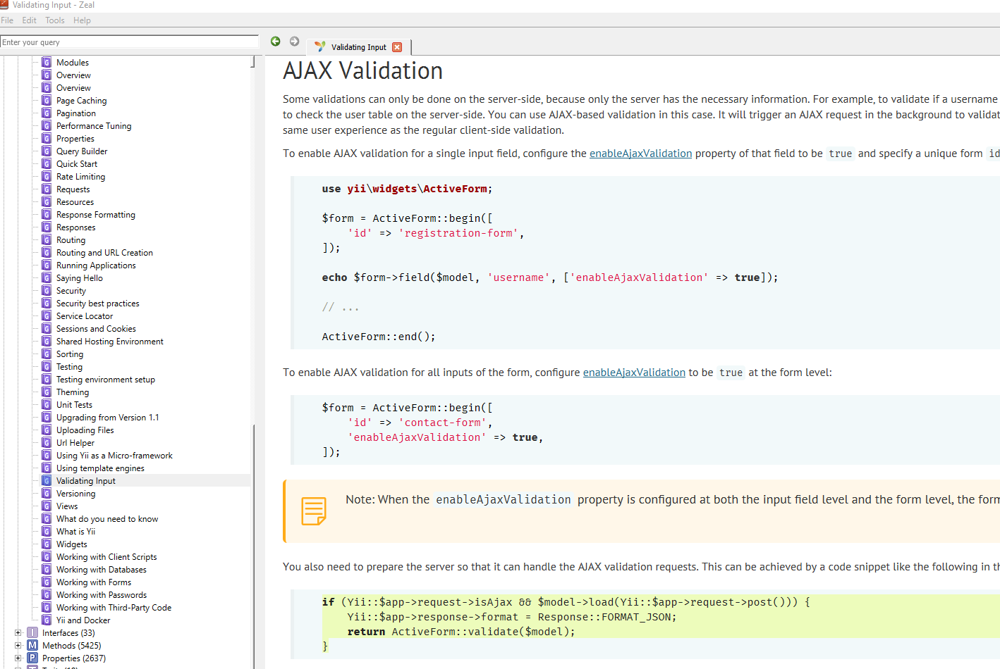 Validating Input - Zeal
File Edit Tools Help
Enter your query
Validating Input
Modules
Overview
Overview
Page Caching
Pagination
Performance Tuning
Properties
Query Builder
Quick Start
Rate Limiting
Requests
Resources
Response Formatting
Responses
Routing
Routing and URL Creation
Running Applications
Saying Hello
Security
Security best practices
Service Locator
Sessions and Cookies
Shared Hosting Environment
Sorting
Testing
Testing environment setup
Theming
Unit Tests
Upgrading from Version 1.1
Uploading Files
Url Helper
Using Yii as a Micro-framework
Using template engines
Validating Input
Versioning
Views
What do you need to know
What is Yii
Widgets
Working with Client Scripts
Working with Databases
Working with Forms
Working with Passwords
Working with Third-Party Code
Yii and Docker
Interfaces (33)
Methods (5425)
Properties (2637)
AJAX Validation
Some validations can only be done on the server-side, because only the server has the necessary information. For example, to validate if a username
to check the user table on the server-side. You can use AJAX-based validation in this case. It will trigger an AJAX request in the background to validat
same user experience as the regular client-side validation.
To enable AJAX validation for a single input field, configure the enableAjaxValidation property of that field to be true and specify a unique form id
use yii\widgets\ActiveForm;
$form = ActiveForm::begin([
'id' => 'registration-form',
]);
echo $form->field($model, 'username', ['enableAjaxValidation' => true]);
// ...
ActiveForm::end();
To enable AJAX validation for all inputs of the form, configure enableAjaxValidation to be true at the form level:
$form = ActiveForm::begin([
'id' => 'contact-form',
'enableAjaxValidation' => true,
]);
Note: When the enableAjaxValidation property is configured at both the input field level and the form level, the form
You also need to prepare the server so that it can handle the AJAX validation requests. This can be achieved by a code snippet like the following in th
if (Yii::$app->request->isAjax && $model->load(Yii::$app->request->post())) {
Yii::$app->response->format = Response::FORMAT_JSON;
return ActiveForm::validate($model);
}